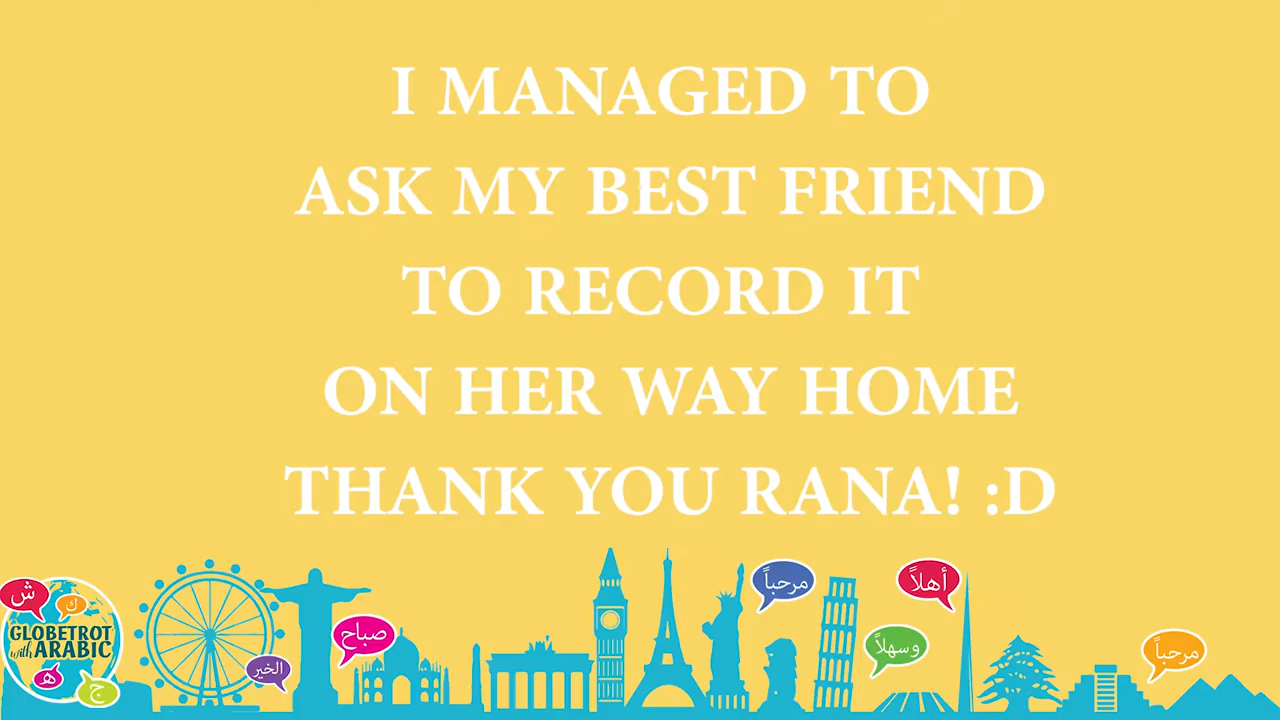 I MANAGED TO
ASK MY BEST FRIEND
TO RECORD IT
ON HER WAY HOME
THANK YOU RANA! :D
مرحباً
أهلاً
ش
ك
صباح
GLOBETROT
with ARABIC
وسهلاً
مرحباً
الخير
ه
ج